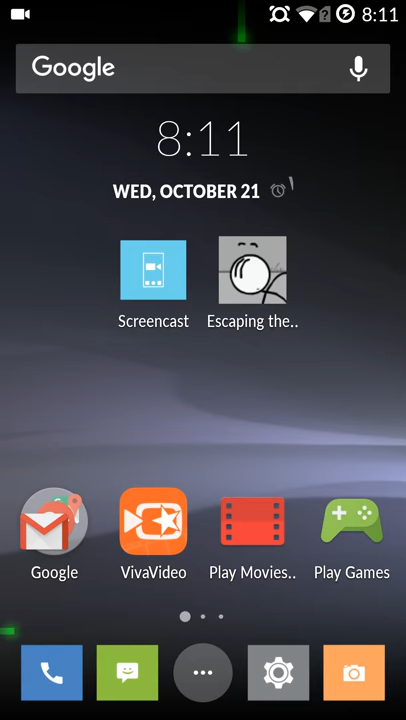 8:11
Google
8:11
WED, OCTOBER 21
Screencast
Escaping the..
Google
VivaVideo
Play Movies..
Play Games